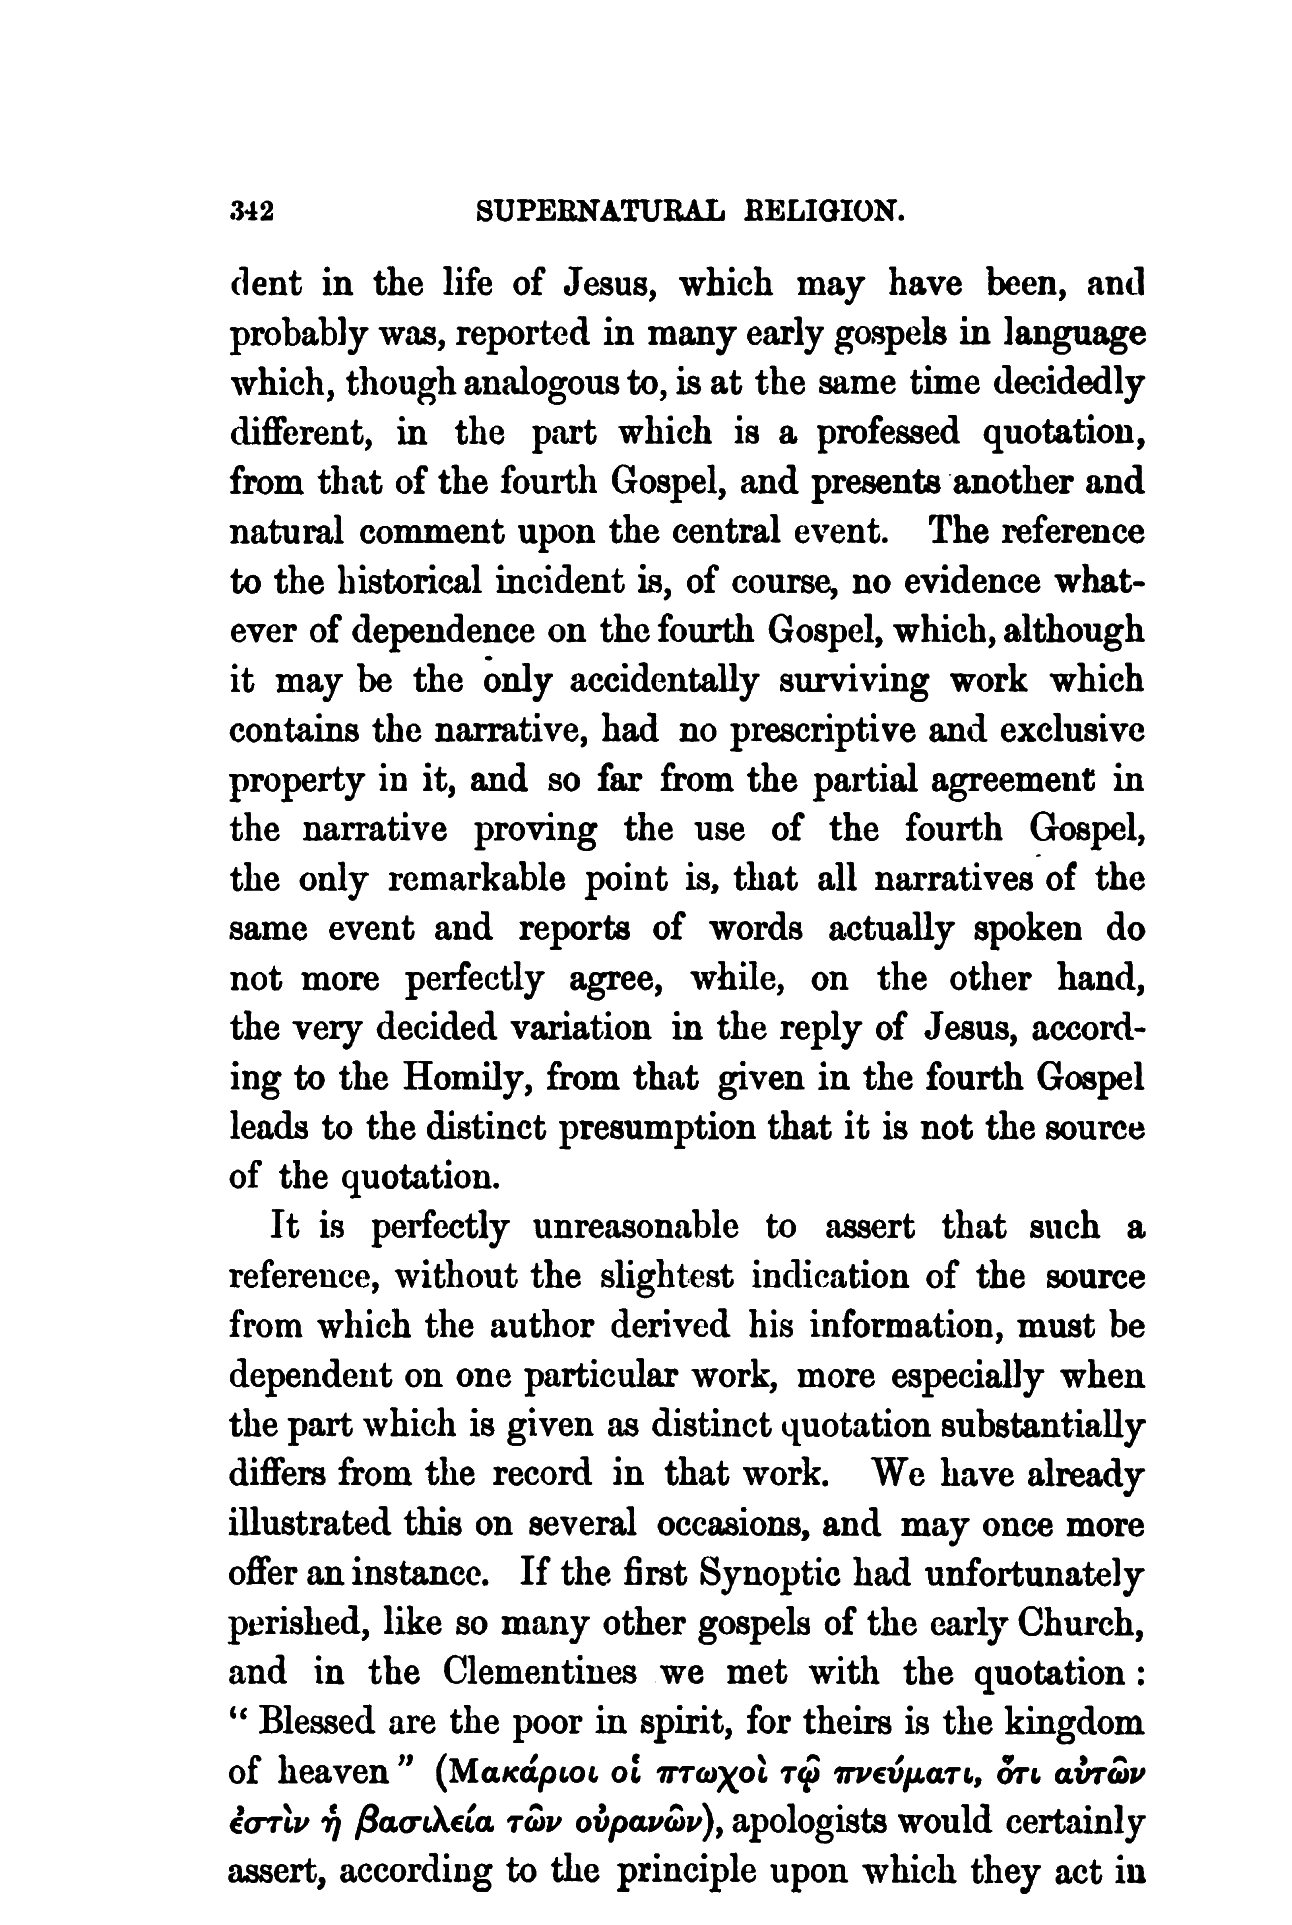 342 SUPERNATURAL RELIGION.
dent in the life of Jesus, which may have been, and
probably was, reported in many early gospels in language
which, though analogous to, is at the same time decidedly
different, in the part which is a professed quotation,
from that of the fourth Gospel, and presents another and
natural comment upon the central event. The reference
to the historical incident is, of course, no evidence what-
ever of dependence on the fourth Gospel, which, although
it may be the only accidentally surviving work which
contains the narrative, had no prescriptive and exclusive
property in it, and so far from the partial agreement in
the narrative proving the use of the fourth Gospel,
the only remarkable point is, that all narratives of the
same event and reports of words actually spoken do
not more perfectly agree, while, on the other hand,
the very decided variation in the reply of Jesus, accord-
ing to the Homily, from that given in the fourth Gospel
leads to the distinct presumption that it is not the source
of the quotation.
It is perfectly unreasonable to assert that such a
reference, without the slightest indication of the source
from which the author derived his information, must be
dependent on one particular work, more especially when
the part which is given as distinct quotation substantially
differs from the record in that work. We have already
illustrated this on several occasions, and may once more
offer an instance. If the first Synoptic had unfortunately
perished, like so many other gospels of the early Church,
and in the Clementines we met with the quotation :
“ Blessed are the poor in spirit, for theirs is the kingdom
of heaven ” (Μακάριοι οἱ πτωχοὶ τῷ πνεύματι, ὅτι αὐτῶν
ἐστὶν ἡ βασιλεία τῶν οὐρανῶν), apologists would certainly
assert, according to the principle upon which they act in